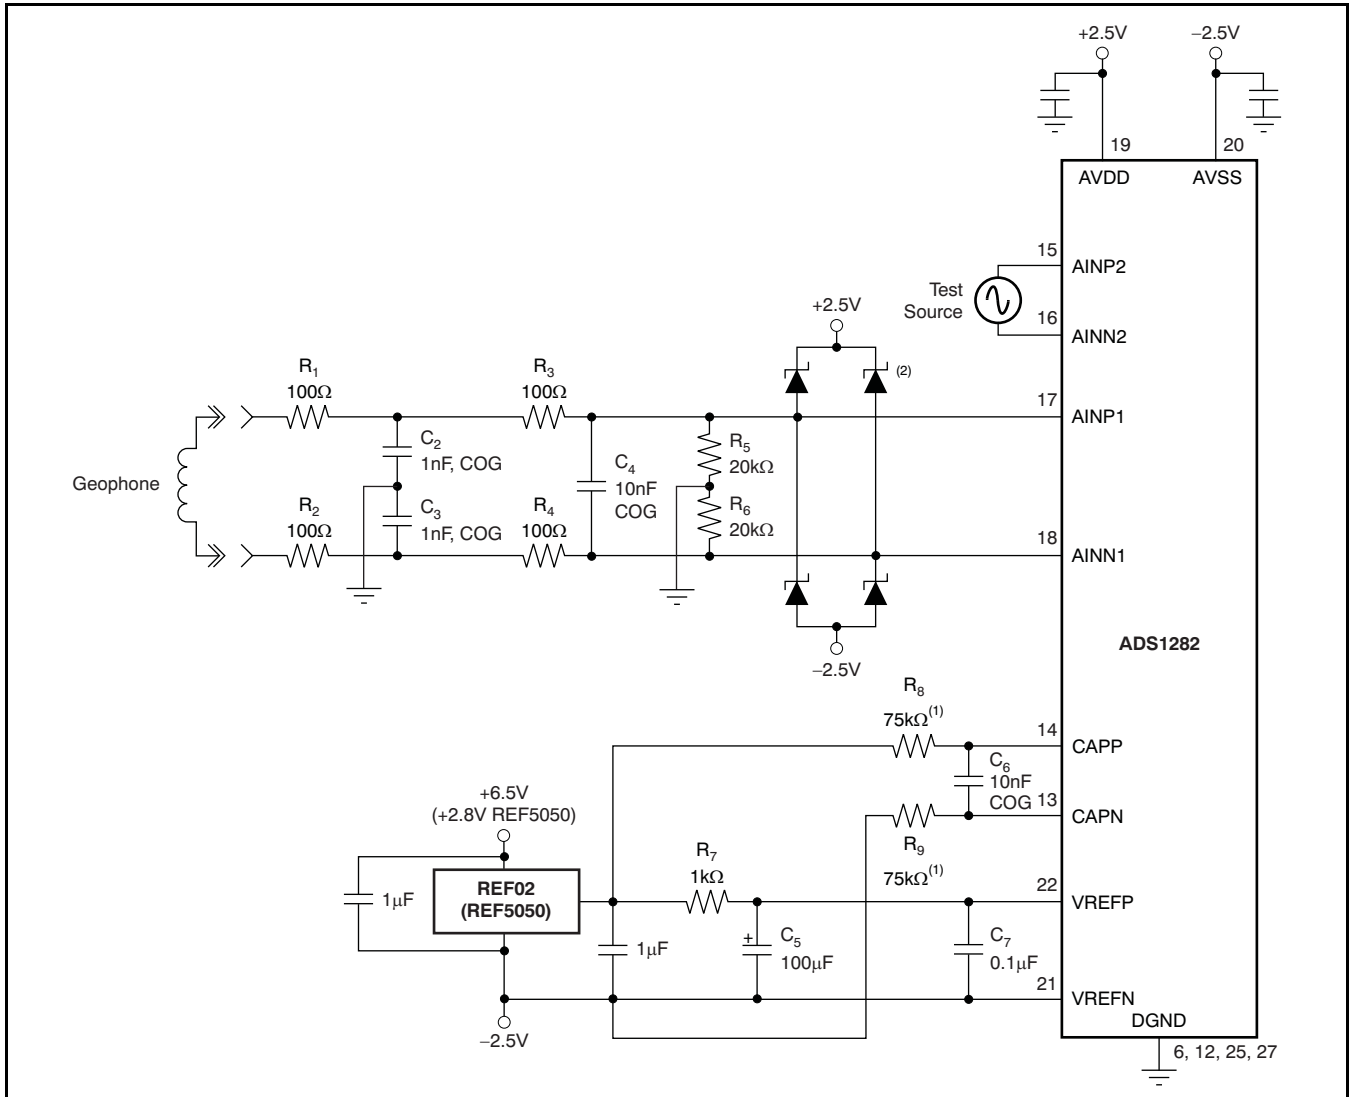 +2.5V
−2.5V
19
20
AVDD
AVSS
15
AINP2
Test
Source
16
AINN2
+2.5V
(2)
R1
100Ω
R3
100Ω
17
AINP1
C2
1nF, COG
R5
20kΩ
C4
10nF
COG
Geophone
R2
100Ω
C3
1nF, COG
R4
100Ω
R6
20kΩ
18
AINN1
−2.5V
ADS1282
R8
75kΩ(1)
14
CAPP
C6
10nF
COG
13
CAPN
R9
75kΩ(1)
+6.5V
(+2.8V REF5050)
R7
1kΩ
1μF
REF02
(REF5050)
22
VREFP
1μF
+
C5
100μF
C7
0.1μF
21
VREFN
−2.5V
DGND
6, 12, 25, 27